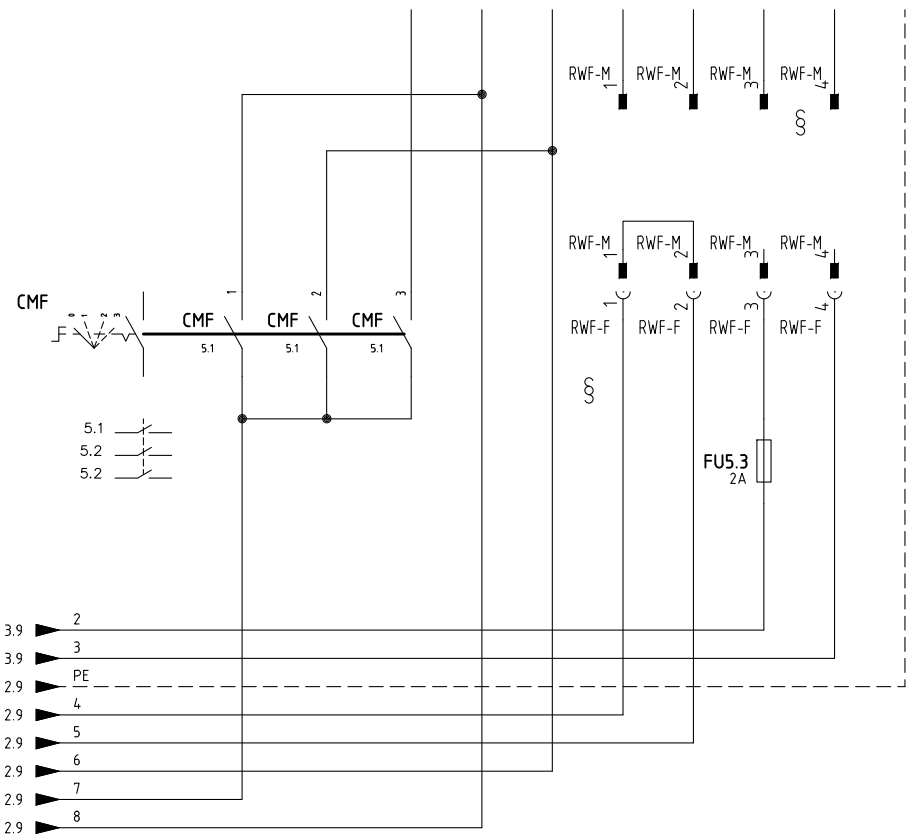 RWF-M RWF-M RWF-M RWF-M
1 2 3 4
§
RWF-M RWF-M RWF-M RWF-M
1 2 3 4
1 2 3
CMF
0 1 2 3
CMF CMF CMF
5.1 5.1 5.1
1 2 3 4
RWF-F RWF-F RWF-F RWF-F
§
5.1
5.2
5.2
FU5.3
2A
3.9 2
3.9 3
2.9 PE
2.9 4
2.9 5
2.9 6
2.9 7
2.9 8